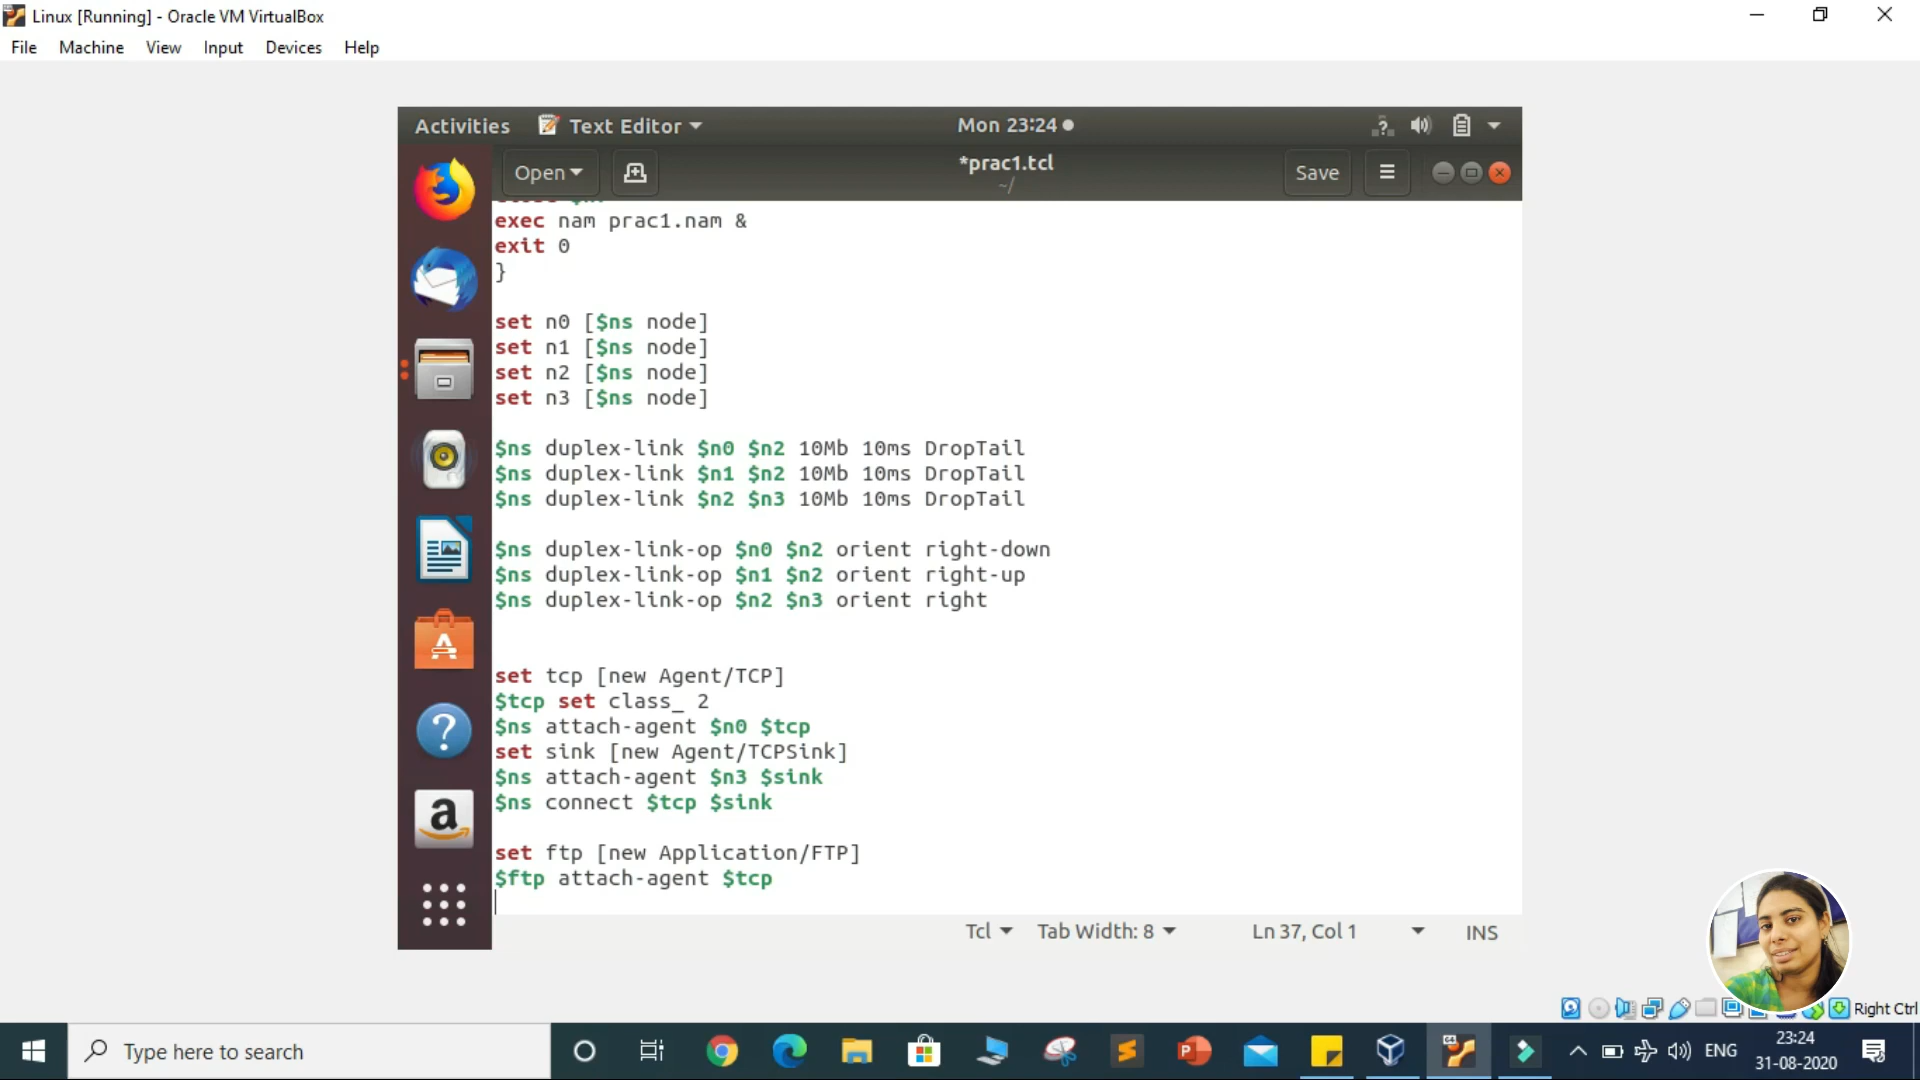 Linux [Running] - Oracle VM VirtualBox
File Machine View Input Devices Help
Activities Text Editor Mon 23:24
Open *prac1.tcl Save
~/
exec nam prac1.nam &
exit 0
}
set n0 [$ns node]
set n1 [$ns node]
set n2 [$ns node]
set n3 [$ns node]
$ns duplex-link $n0 $n2 10Mb 10ms DropTail
$ns duplex-link $n1 $n2 10Mb 10ms DropTail
$ns duplex-link $n2 $n3 10Mb 10ms DropTail
$ns duplex-link-op $n0 $n2 orient right-down
$ns duplex-link-op $n1 $n2 orient right-up
$ns duplex-link-op $n2 $n3 orient right
set tcp [new Agent/TCP]
$tcp set class_ 2
$ns attach-agent $n0 $tcp
set sink [new Agent/TCPSink]
$ns attach-agent $n3 $sink
$ns connect $tcp $sink
set ftp [new Application/FTP]
$ftp attach-agent $tcp
Tcl Tab Width: 8 Ln 37, Col 1 INS
Right Ctrl
Type here to search
ENG
23:24
31-08-2020